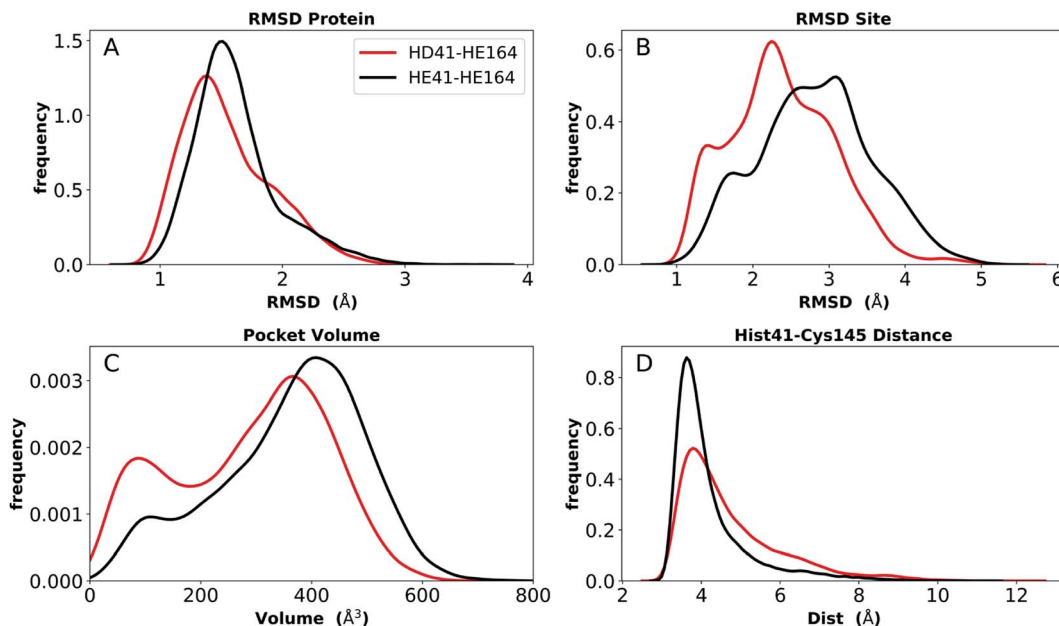 RMSD Protein
A
HD41-HE164
HE41-HE164
1.5
1.0
0.5
0.0
frequency
1
2
3
4
RMSD (Å)
RMSD Site
B
0.6
0.4
0.2
0.0
frequency
1
2
3
4
5
6
RMSD (Å)
Pocket Volume
C
0.003
0.002
0.001
0.000
frequency
0
200
400
600
800
Volume (Å³)
Hist41-Cys145 Distance
D
0.8
0.6
0.4
0.2
0.0
frequency
2
4
6
8
10
12
Dist (Å)